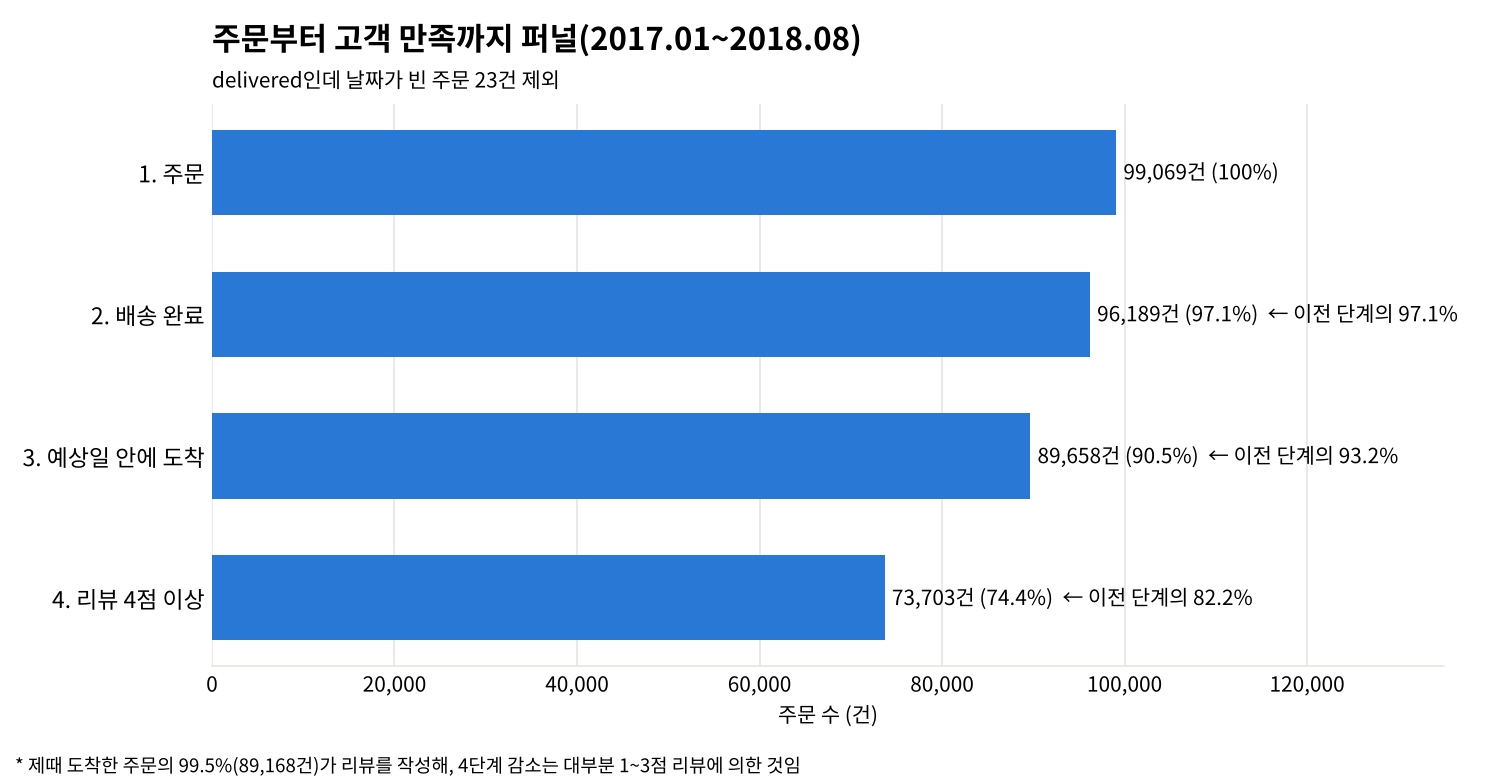 주문부터 고객 만족까지 퍼널(2017.01~2018.08)
delivered인데 날짜가 빈 주문 23건 제외
1. 주문
99,069건 (100%)
2. 배송 완료
96,189건 (97.1%) ← 이전 단계의 97.1%
3. 예상일 안에 도착
89,658건 (90.5%) ← 이전 단계의 93.2%
4. 리뷰 4점 이상
73,703건 (74.4%) ← 이전 단계의 82.2%
0 20,000 40,000 60,000 80,000 100,000 120,000
주문 수 (건)
* 제때 도착한 주문의 99.5%(89,168건)가 리뷰를 작성해, 4단계 감소는 대부분 1~3점 리뷰에 의한 것임